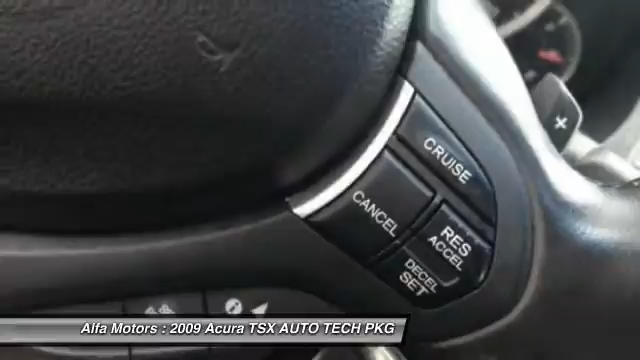 CRUISE
CANCEL
RES
ACCEL
DECEL
SET
+
Alfa Motors : 2009 Acura TSX AUTO TECH PKG